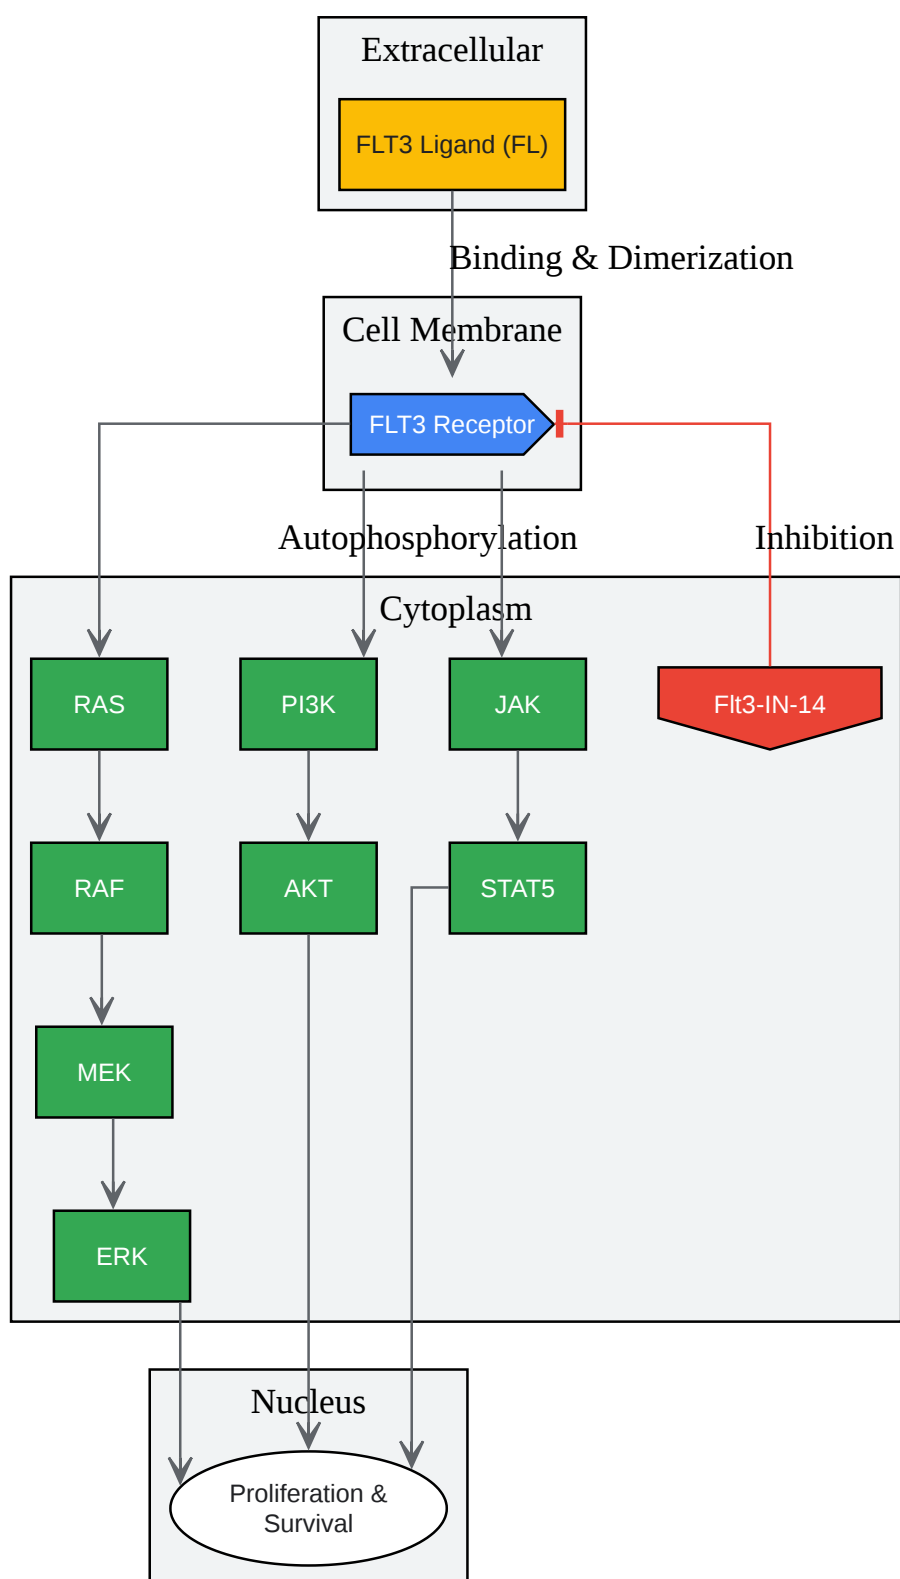 Extracellular
FLT3 Ligand (FL)
Binding & Dimerization
Cell Membrane
FLT3 Receptor
Autophosphorylation
Inhibition
Cytoplasm
RAS
PI3K
JAK
Flt3-IN-14
RAF
AKT
STAT5
MEK
ERK
Nucleus
Proliferation &
Survival